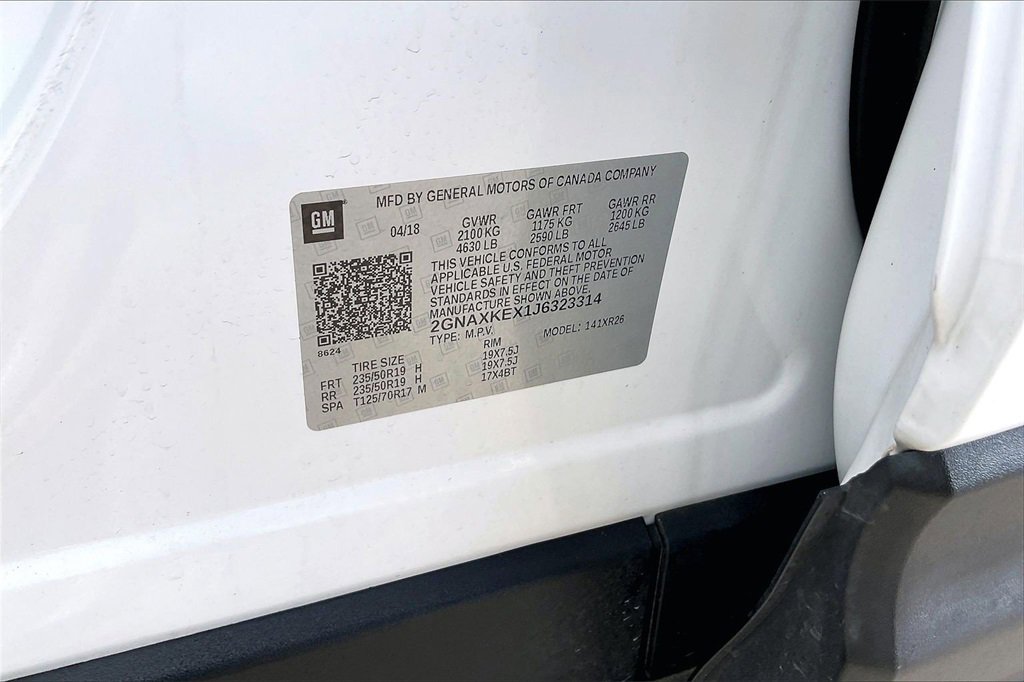 MFD BY GENERAL MOTORS OF CANADA COMPANY
GM
04/18
GVWR GAWR FRT GAWR RR
2100 KG 1175 KG 1200 KG
4630 LB 2590 LB 2645 LB
THIS VEHICLE CONFORMS TO ALL
APPLICABLE U.S. FEDERAL MOTOR
VEHICLE SAFETY AND THEFT PREVENTION
STANDARDS IN EFFECT ON THE DATE OF
MANUFACTURE SHOWN ABOVE.
2GNAXKEX1J6323314
TYPE: M.P.V. MODEL: 141XR26
8624
TIRE SIZE RIM
FRT 235/50R19 H 19X7.5J
RR 235/50R19 H 19X7.5J
SPA T125/70R17 M 17X4BT